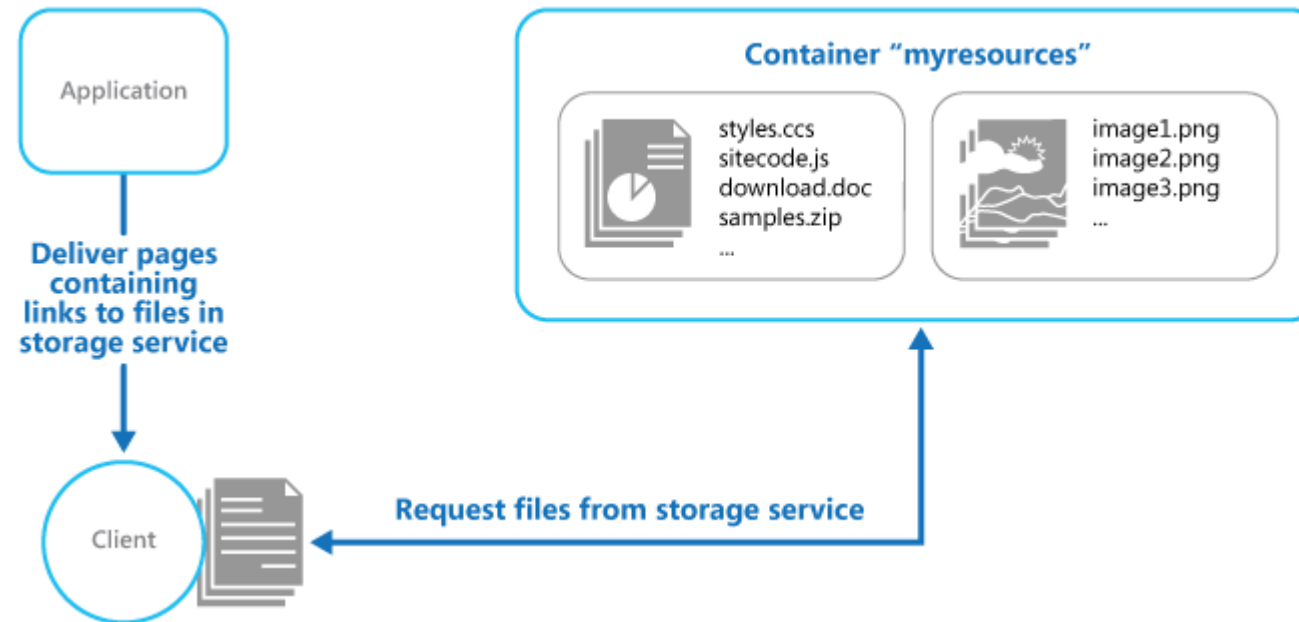 Application
Deliver pages
containing
links to files in
storage service
Client
Container “myresources”
styles.ccs
sitecode.js
download.doc
samples.zip
...
image1.png
image2.png
image3.png
...
Request files from storage service